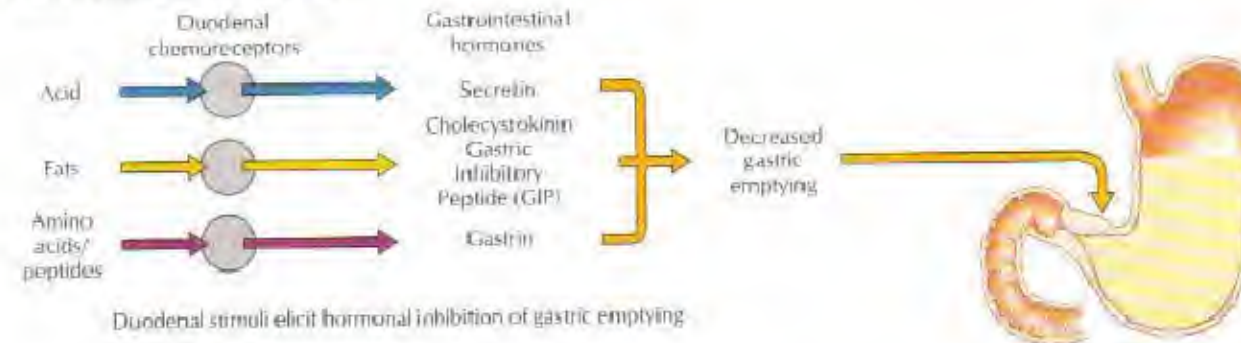 Duodenal
chemoreceptors
Gastrointestinal
hormones
Acid
Secretin
Fats
Cholecystokinin
Gastric
Inhibitory
Peptide (GIP)
Amino
acids/
peptides
Gastrin
Decreased
gastric
emptying
Duodenal stimuli elicit hormonal inhibition of gastric emptying